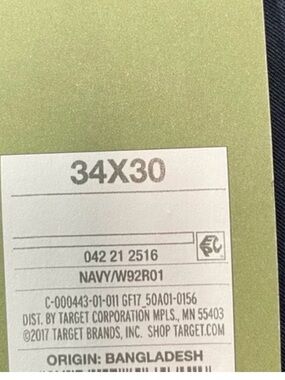 34X30
042 21 2516
NAVY/W92R01
C-000443-01-011 GF17_50A01-0156
DIST. BY TARGET CORPORATION MPLS., MN 55403
©2017 TARGET BRANDS, INC. SHOP TARGET.COM
ORIGIN: BANGLADESH